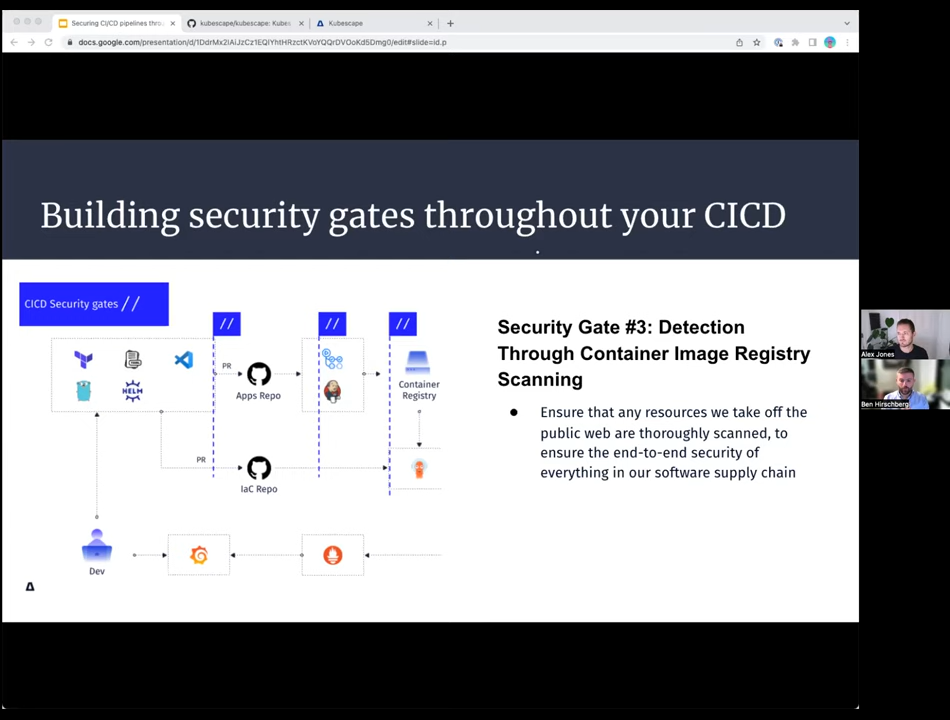 Securing CI/CD pipelines thro
kubescape/kubescape: Kubes
Kubescape
docs.google.com/presentation/d/1DdrMx2IAiJzCz1EQIYhtHRzctKVoYQQrDVOoKd5Dmg0/edit#slide=id.p
Building security gates throughout your CICD
CICD Security gates //
//
//
//
PR
Apps Repo
Container
Registry
HELM
PR
IaC Repo
Dev
Security Gate #3: Detection
Through Container Image Registry
Scanning
● Ensure that any resources we take off the
public web are thoroughly scanned, to
ensure the end-to-end security of
everything in our software supply chain
Alex Jones
Ben Hirschberg